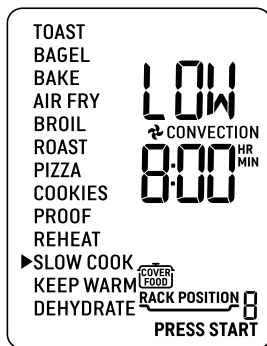 TOAST
BAGEL
BAKE
AIR FRY
BROIL
ROAST
PIZZA
COOKIES
PROOF
REHEAT
SLOW COOK
KEEP WARM
DEHYDRATE
LOW
CONVECTION
8:00 HR MIN
COVER FOOD
RACK POSITION 8
PRESS START